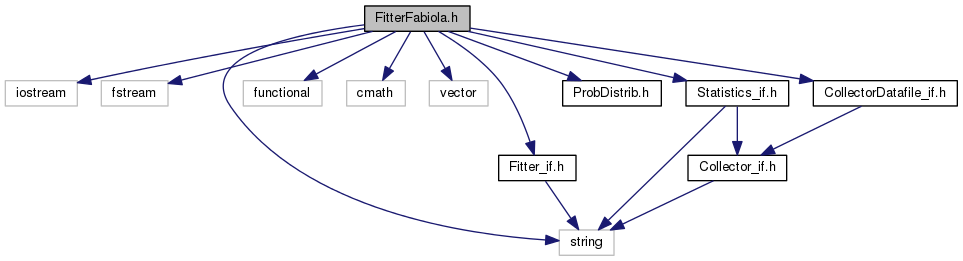 FitterFabiola.h
iostream
fstream
functional
cmath
vector
ProbDistrib.h
Statistics_if.h
CollectorDatafile_if.h
Fitter_if.h
Collector_if.h
string